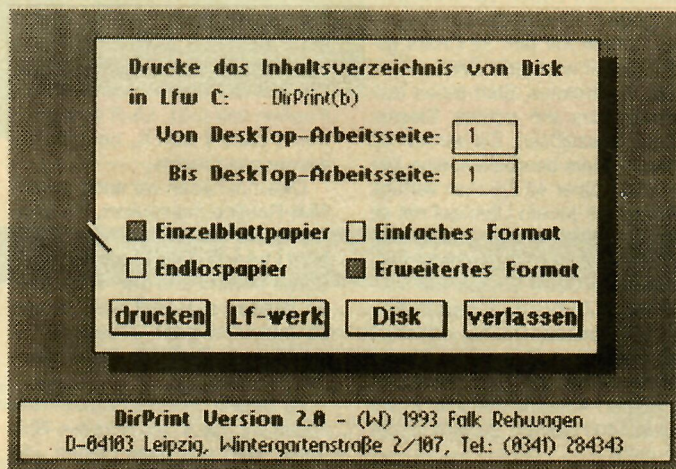 Drucke das Inhaltsverzeichnis von Disk
in Lfw C: DirPrint(b)
Von DeskTop-Arbeitsseite: 1
Bis DeskTop-Arbeitsseite: 1
Einzelblattpapier Einfaches Format
Endlospapier Erweitertes Format
drucken Lf-werk Disk verlassen
DirPrint Version 2.0 - (W) 1993 Falk Rehwagen
D-04103 Leipzig, Wintergartenstraße 2/107, Tel.: (0341) 284343